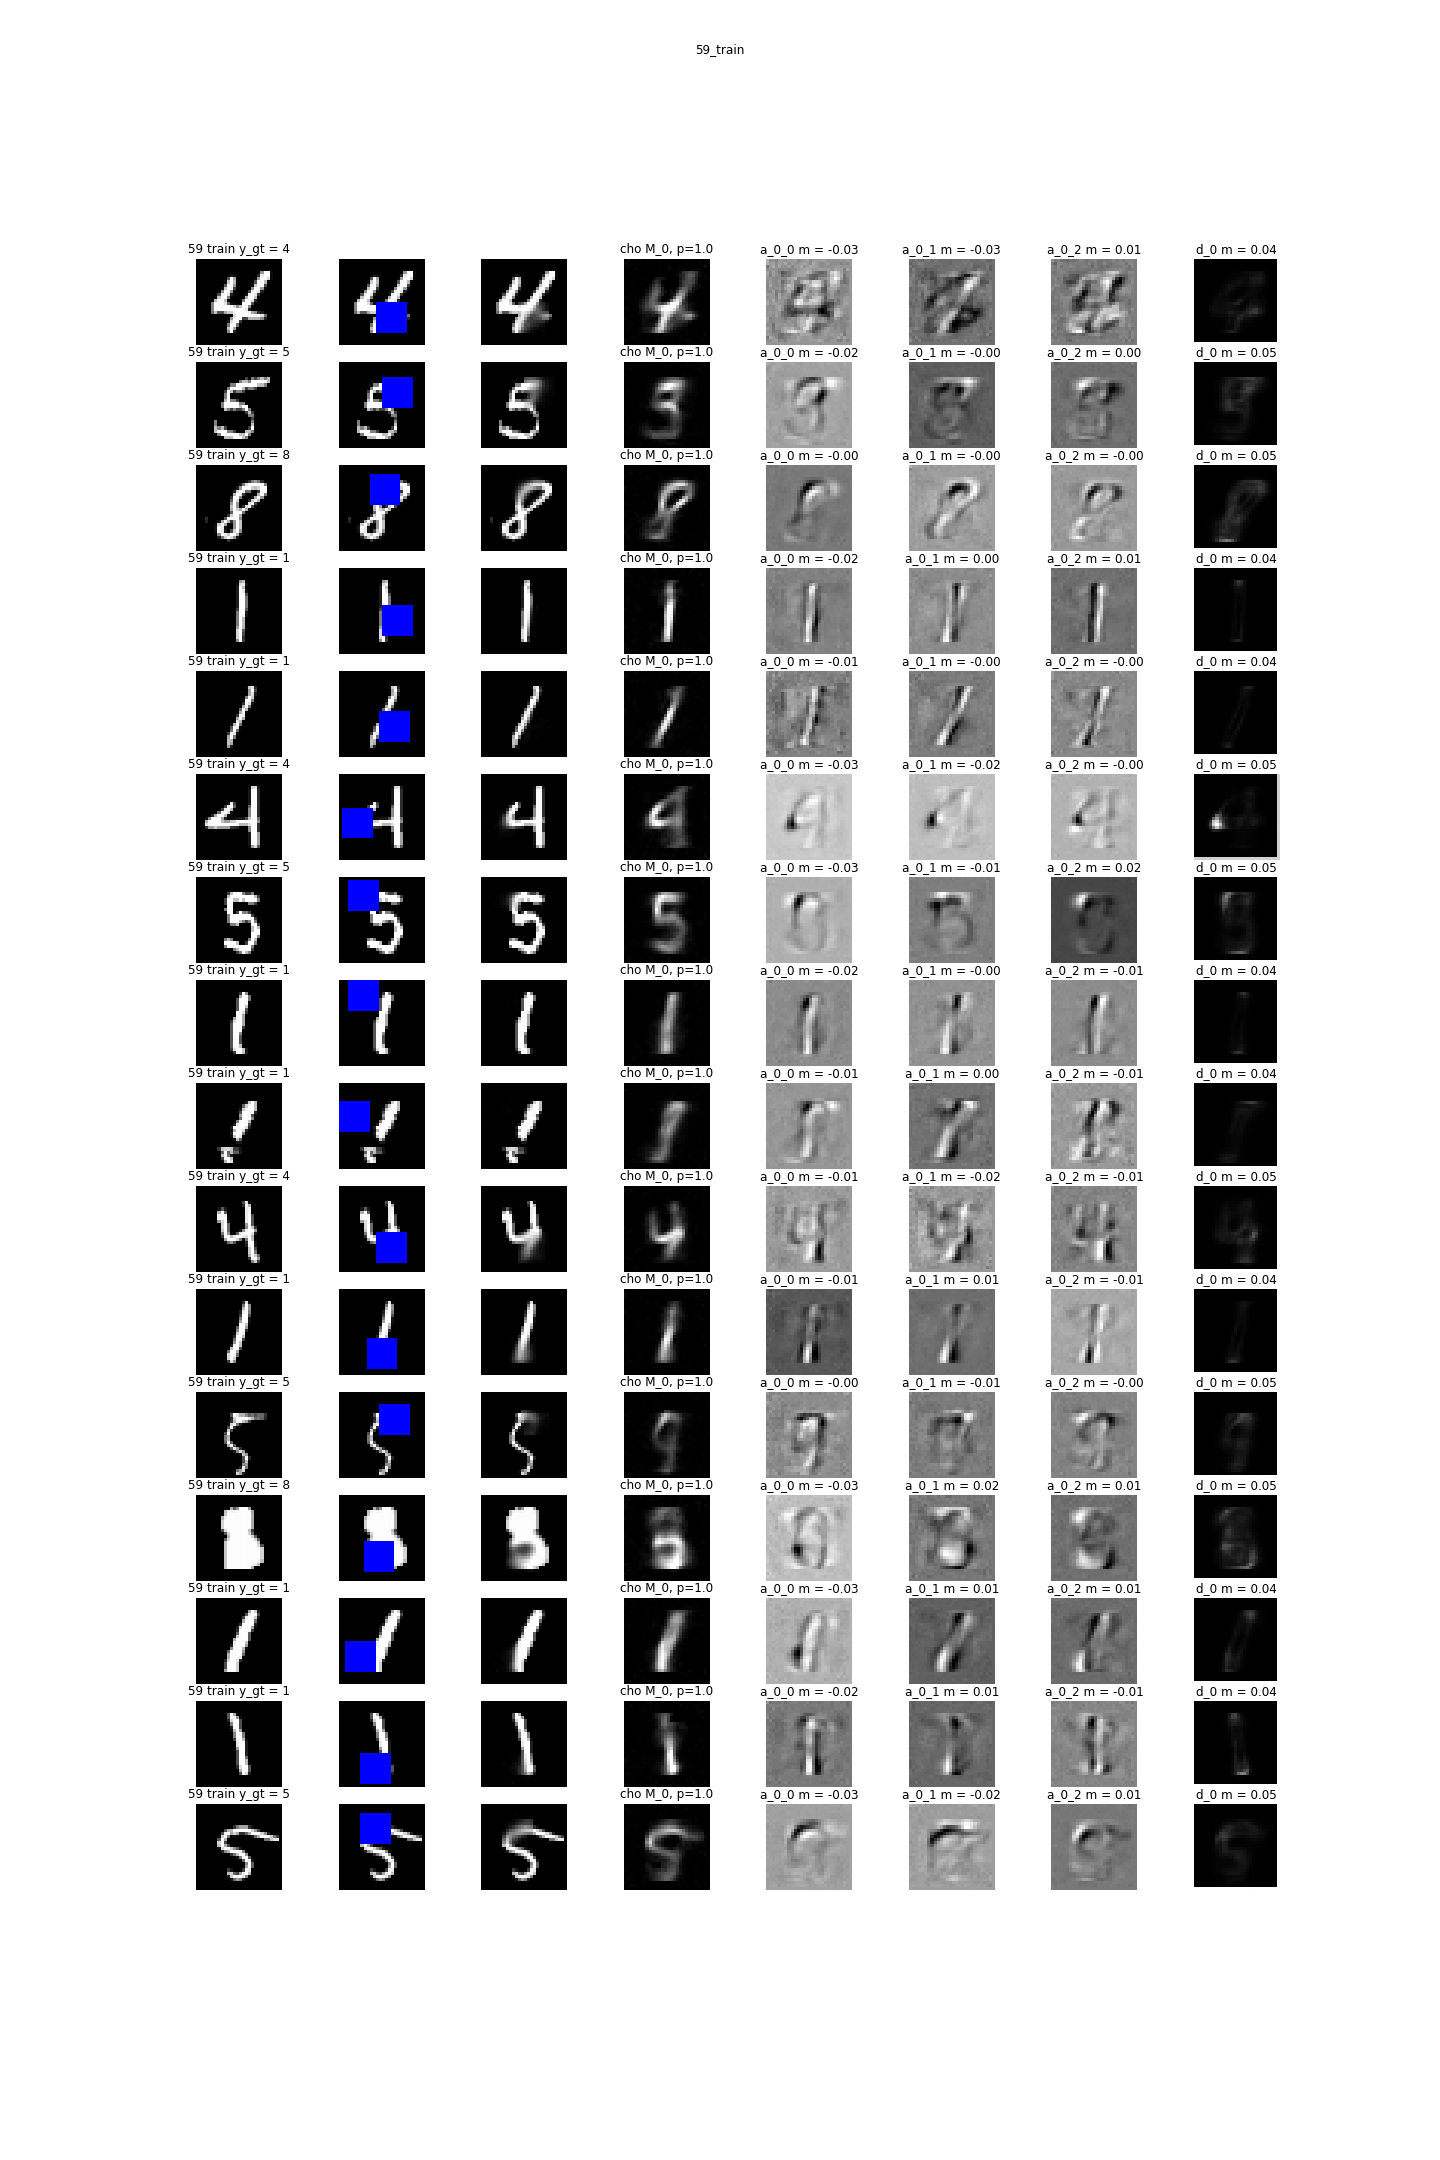 59_train
59 train y_gt = 4 cho M_0, p=1.0 a_0_0 m = -0.03 a_0_1 m = -0.03 a_0_2 m = 0.01 d_0 m = 0.04
59 train y_gt = 5 cho M_0, p=1.0 a_0_0 m = -0.02 a_0_1 m = -0.00 a_0_2 m = 0.00 d_0 m = 0.05
59 train y_gt = 8 cho M_0, p=1.0 a_0_0 m = -0.00 a_0_1 m = -0.00 a_0_2 m = -0.00 d_0 m = 0.05
59 train y_gt = 1 cho M_0, p=1.0 a_0_0 m = -0.02 a_0_1 m = 0.00 a_0_2 m = 0.01 d_0 m = 0.04
59 train y_gt = 1 cho M_0, p=1.0 a_0_0 m = -0.01 a_0_1 m = -0.00 a_0_2 m = -0.00 d_0 m = 0.04
59 train y_gt = 4 cho M_0, p=1.0 a_0_0 m = -0.03 a_0_1 m = -0.02 a_0_2 m = -0.00 d_0 m = 0.05
59 train y_gt = 5 cho M_0, p=1.0 a_0_0 m = -0.03 a_0_1 m = -0.01 a_0_2 m = 0.02 d_0 m = 0.05
59 train y_gt = 1 cho M_0, p=1.0 a_0_0 m = -0.02 a_0_1 m = -0.00 a_0_2 m = -0.01 d_0 m = 0.04
59 train y_gt = 1 cho M_0, p=1.0 a_0_0 m = -0.01 a_0_1 m = 0.00 a_0_2 m = -0.01 d_0 m = 0.04
59 train y_gt = 4 cho M_0, p=1.0 a_0_0 m = -0.01 a_0_1 m = -0.02 a_0_2 m = -0.01 d_0 m = 0.05
59 train y_gt = 1 cho M_0, p=1.0 a_0_0 m = -0.01 a_0_1 m = 0.01 a_0_2 m = -0.01 d_0 m = 0.04
59 train y_gt = 5 cho M_0, p=1.0 a_0_0 m = -0.00 a_0_1 m = -0.01 a_0_2 m = -0.00 d_0 m = 0.05
59 train y_gt = 8 cho M_0, p=1.0 a_0_0 m = -0.03 a_0_1 m = 0.02 a_0_2 m = 0.01 d_0 m = 0.05
59 train y_gt = 1 cho M_0, p=1.0 a_0_0 m = -0.03 a_0_1 m = 0.01 a_0_2 m = 0.01 d_0 m = 0.04
59 train y_gt = 1 cho M_0, p=1.0 a_0_0 m = -0.02 a_0_1 m = 0.01 a_0_2 m = -0.01 d_0 m = 0.04
59 train y_gt = 5 cho M_0, p=1.0 a_0_0 m = -0.03 a_0_1 m = -0.02 a_0_2 m = 0.01 d_0 m = 0.05